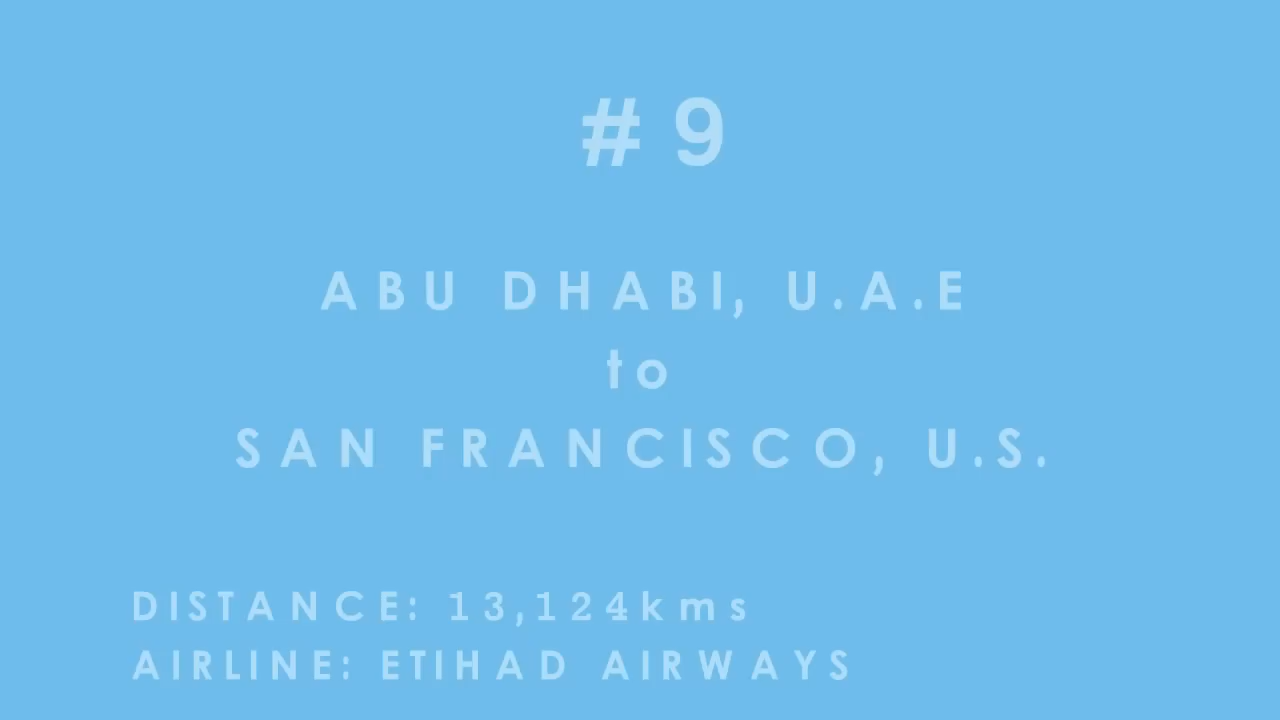 #9
ABU DHABI, U.A.E
to
SAN FRANCISCO, U.S.
DISTANCE: 13,124kms
AIRLINE: ETIHAD AIRWAYS